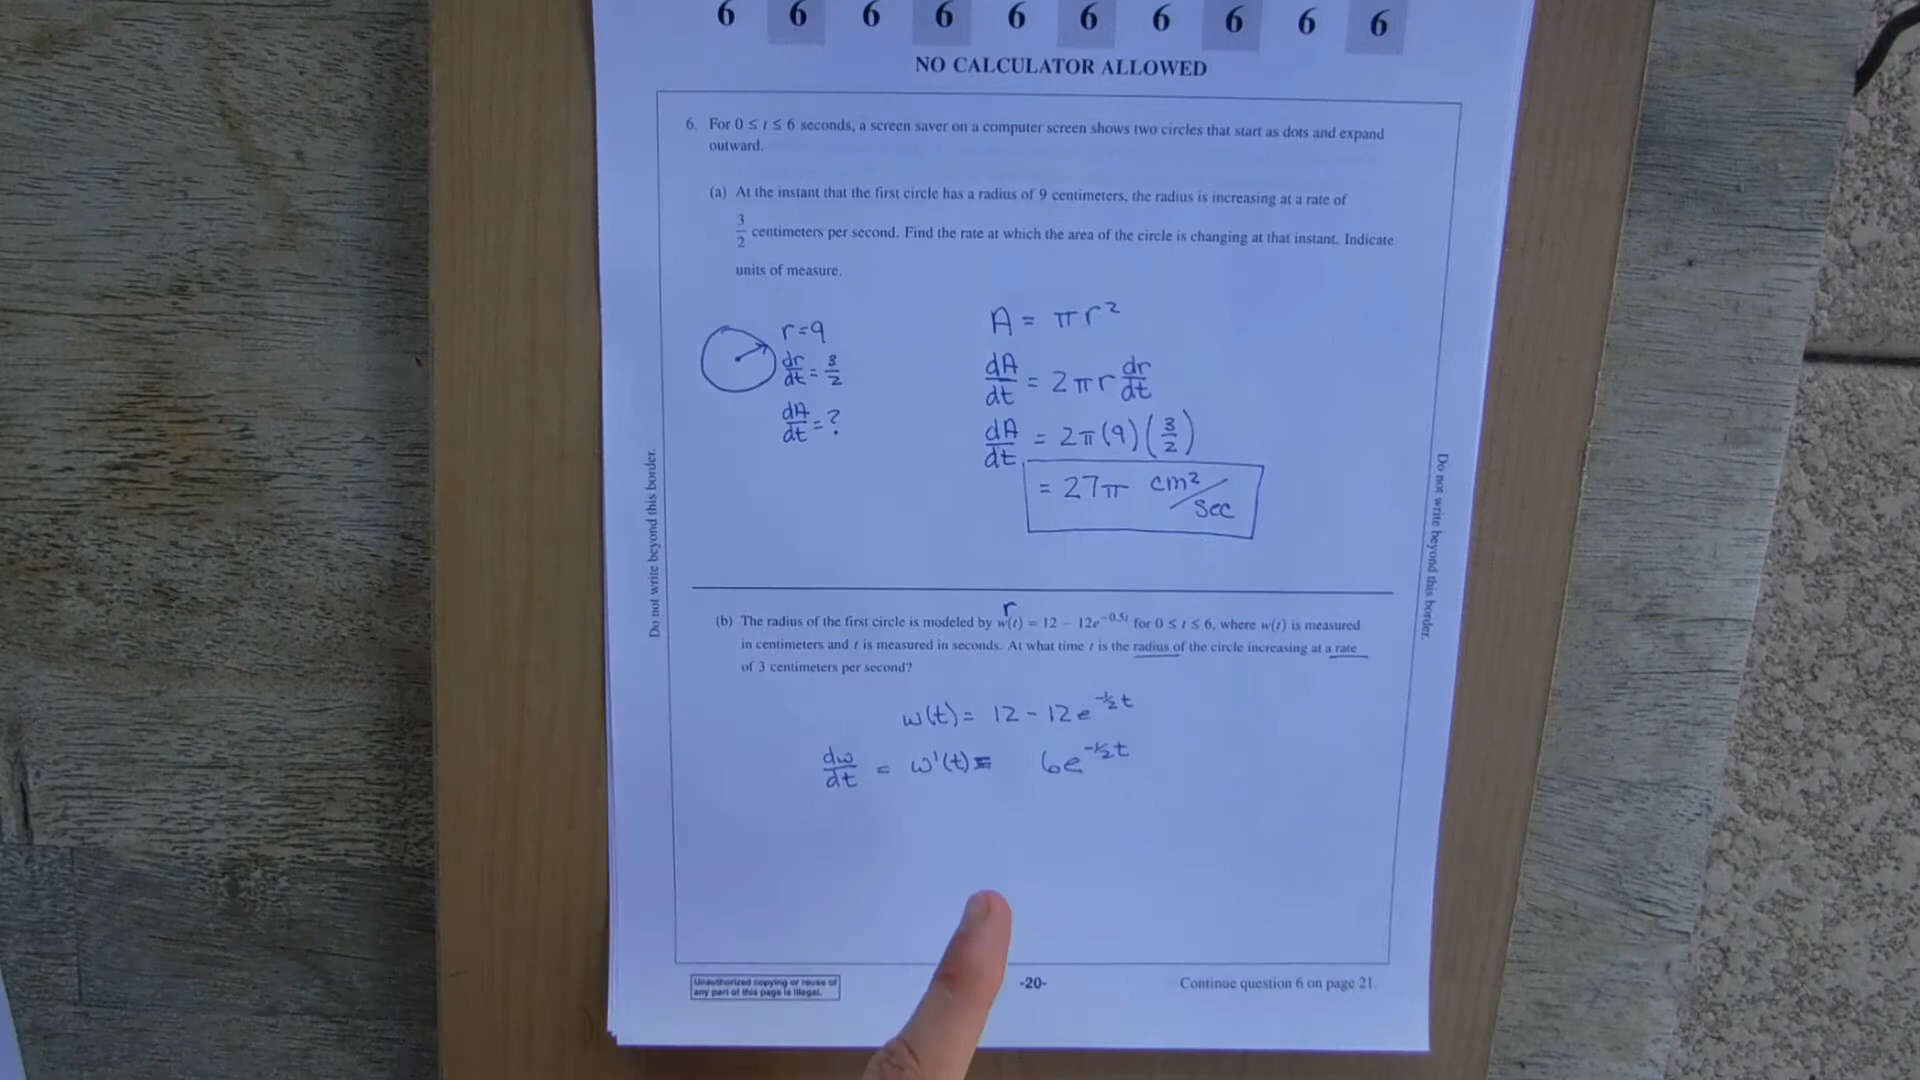 6 6 6 6 6 6 6 6 6 6
NO CALCULATOR ALLOWED
6. For 0 ≤ t ≤ 6 seconds, a screen saver on a computer screen shows two circles that start as dots and expand
outward.
(a) At the instant that the first circle has a radius of 9 centimeters, the radius is increasing at a rate of
3/2 centimeters per second. Find the rate at which the area of the circle is changing at that instant. Indicate
units of measure.
r=9
dr/dt = 3/2
dA/dt = ?
A = πr²
dA/dt = 2πr dr/dt
dA/dt = 2π(9)(3/2)
= 27π cm²/sec
Do not write beyond this border.
Do not write beyond this border.
r
(b) The radius of the first circle is modeled by w(t) = 12 − 12e^−0.5t for 0 ≤ t ≤ 6, where w(t) is measured
in centimeters and t is measured in seconds. At what time t is the radius of the circle increasing at a rate
of 3 centimeters per second?
w(t) = 12 - 12e^-½t
dw/dt = w'(t) = 6e^-½t
Unauthorized copying or reuse of
any part of this page is illegal.
-20-
Continue question 6 on page 21.